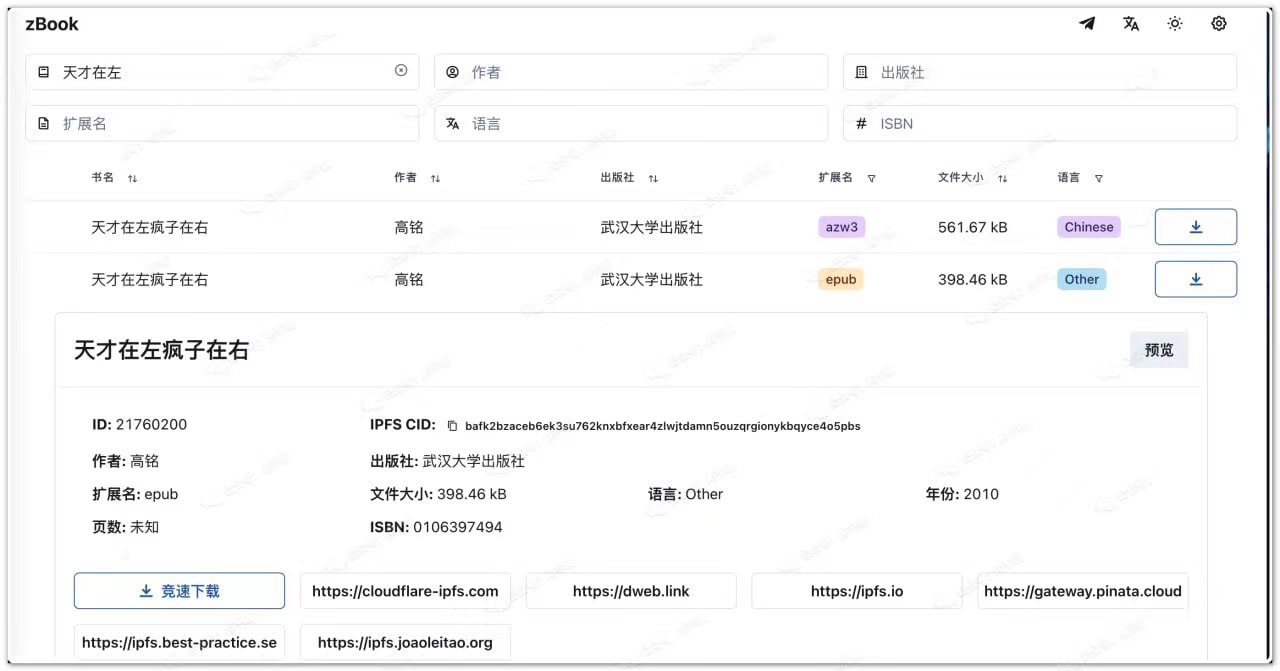 zBook
天才在左
作者
出版社
扩展名
语言
ISBN
书名 作者 出版社 扩展名 文件大小 语言
天才在左疯子在右 高铭 武汉大学出版社 azw3 561.67 kB Chinese
天才在左疯子在右 高铭 武汉大学出版社 epub 398.46 kB Other
天才在左疯子在右
预览
ID: 21760200 IPFS CID: bafk2bzaceb6ek3su762knxbfxear4zlwjtdamn5ouzqrgionykbqyce4o5pbs
作者: 高铭 出版社: 武汉大学出版社
扩展名: epub 文件大小: 398.46 kB 语言: Other 年份: 2010
页数: 未知 ISBN: 0106397494
竞速下载 https://cloudflare-ipfs.com https://dweb.link https://ipfs.io https://gateway.pinata.cloud
https://ipfs.best-practice.se https://ipfs.joaoleitao.org